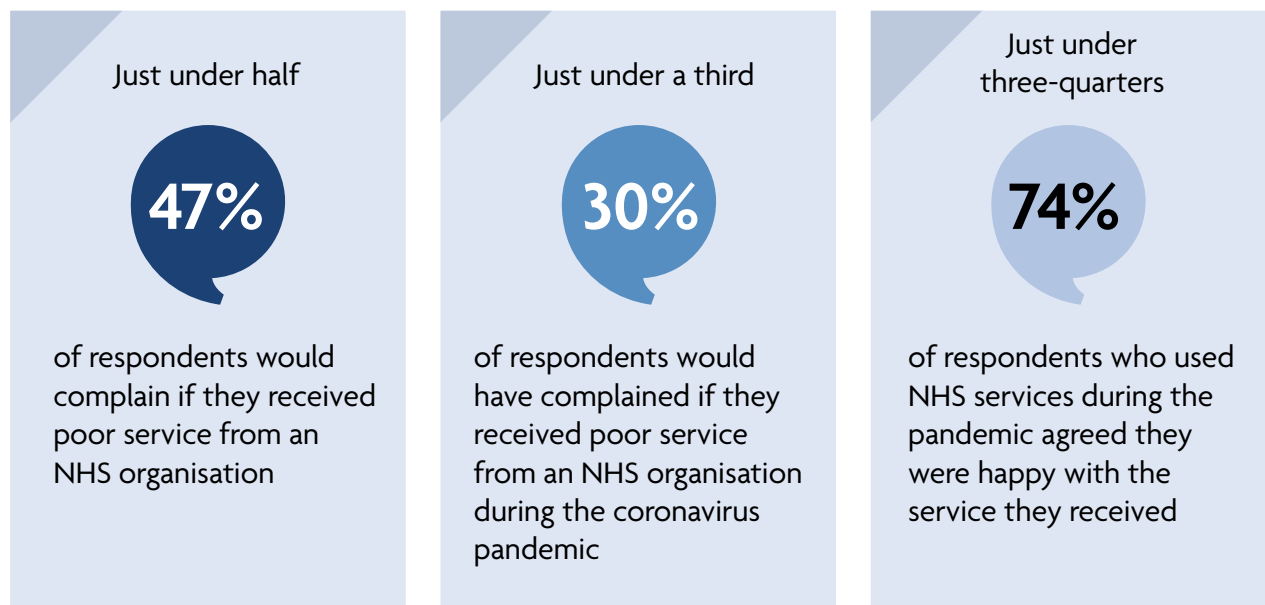 Just under half
47%
of respondents would
complain if they received
poor service from an
NHS organisation
Just under a third
30%
of respondents would
have complained if they
received poor service
from an NHS organisation
during the coronavirus
pandemic
Just under
three-quarters
74%
of respondents who used
NHS services during the
pandemic agreed they
were happy with the
service they received